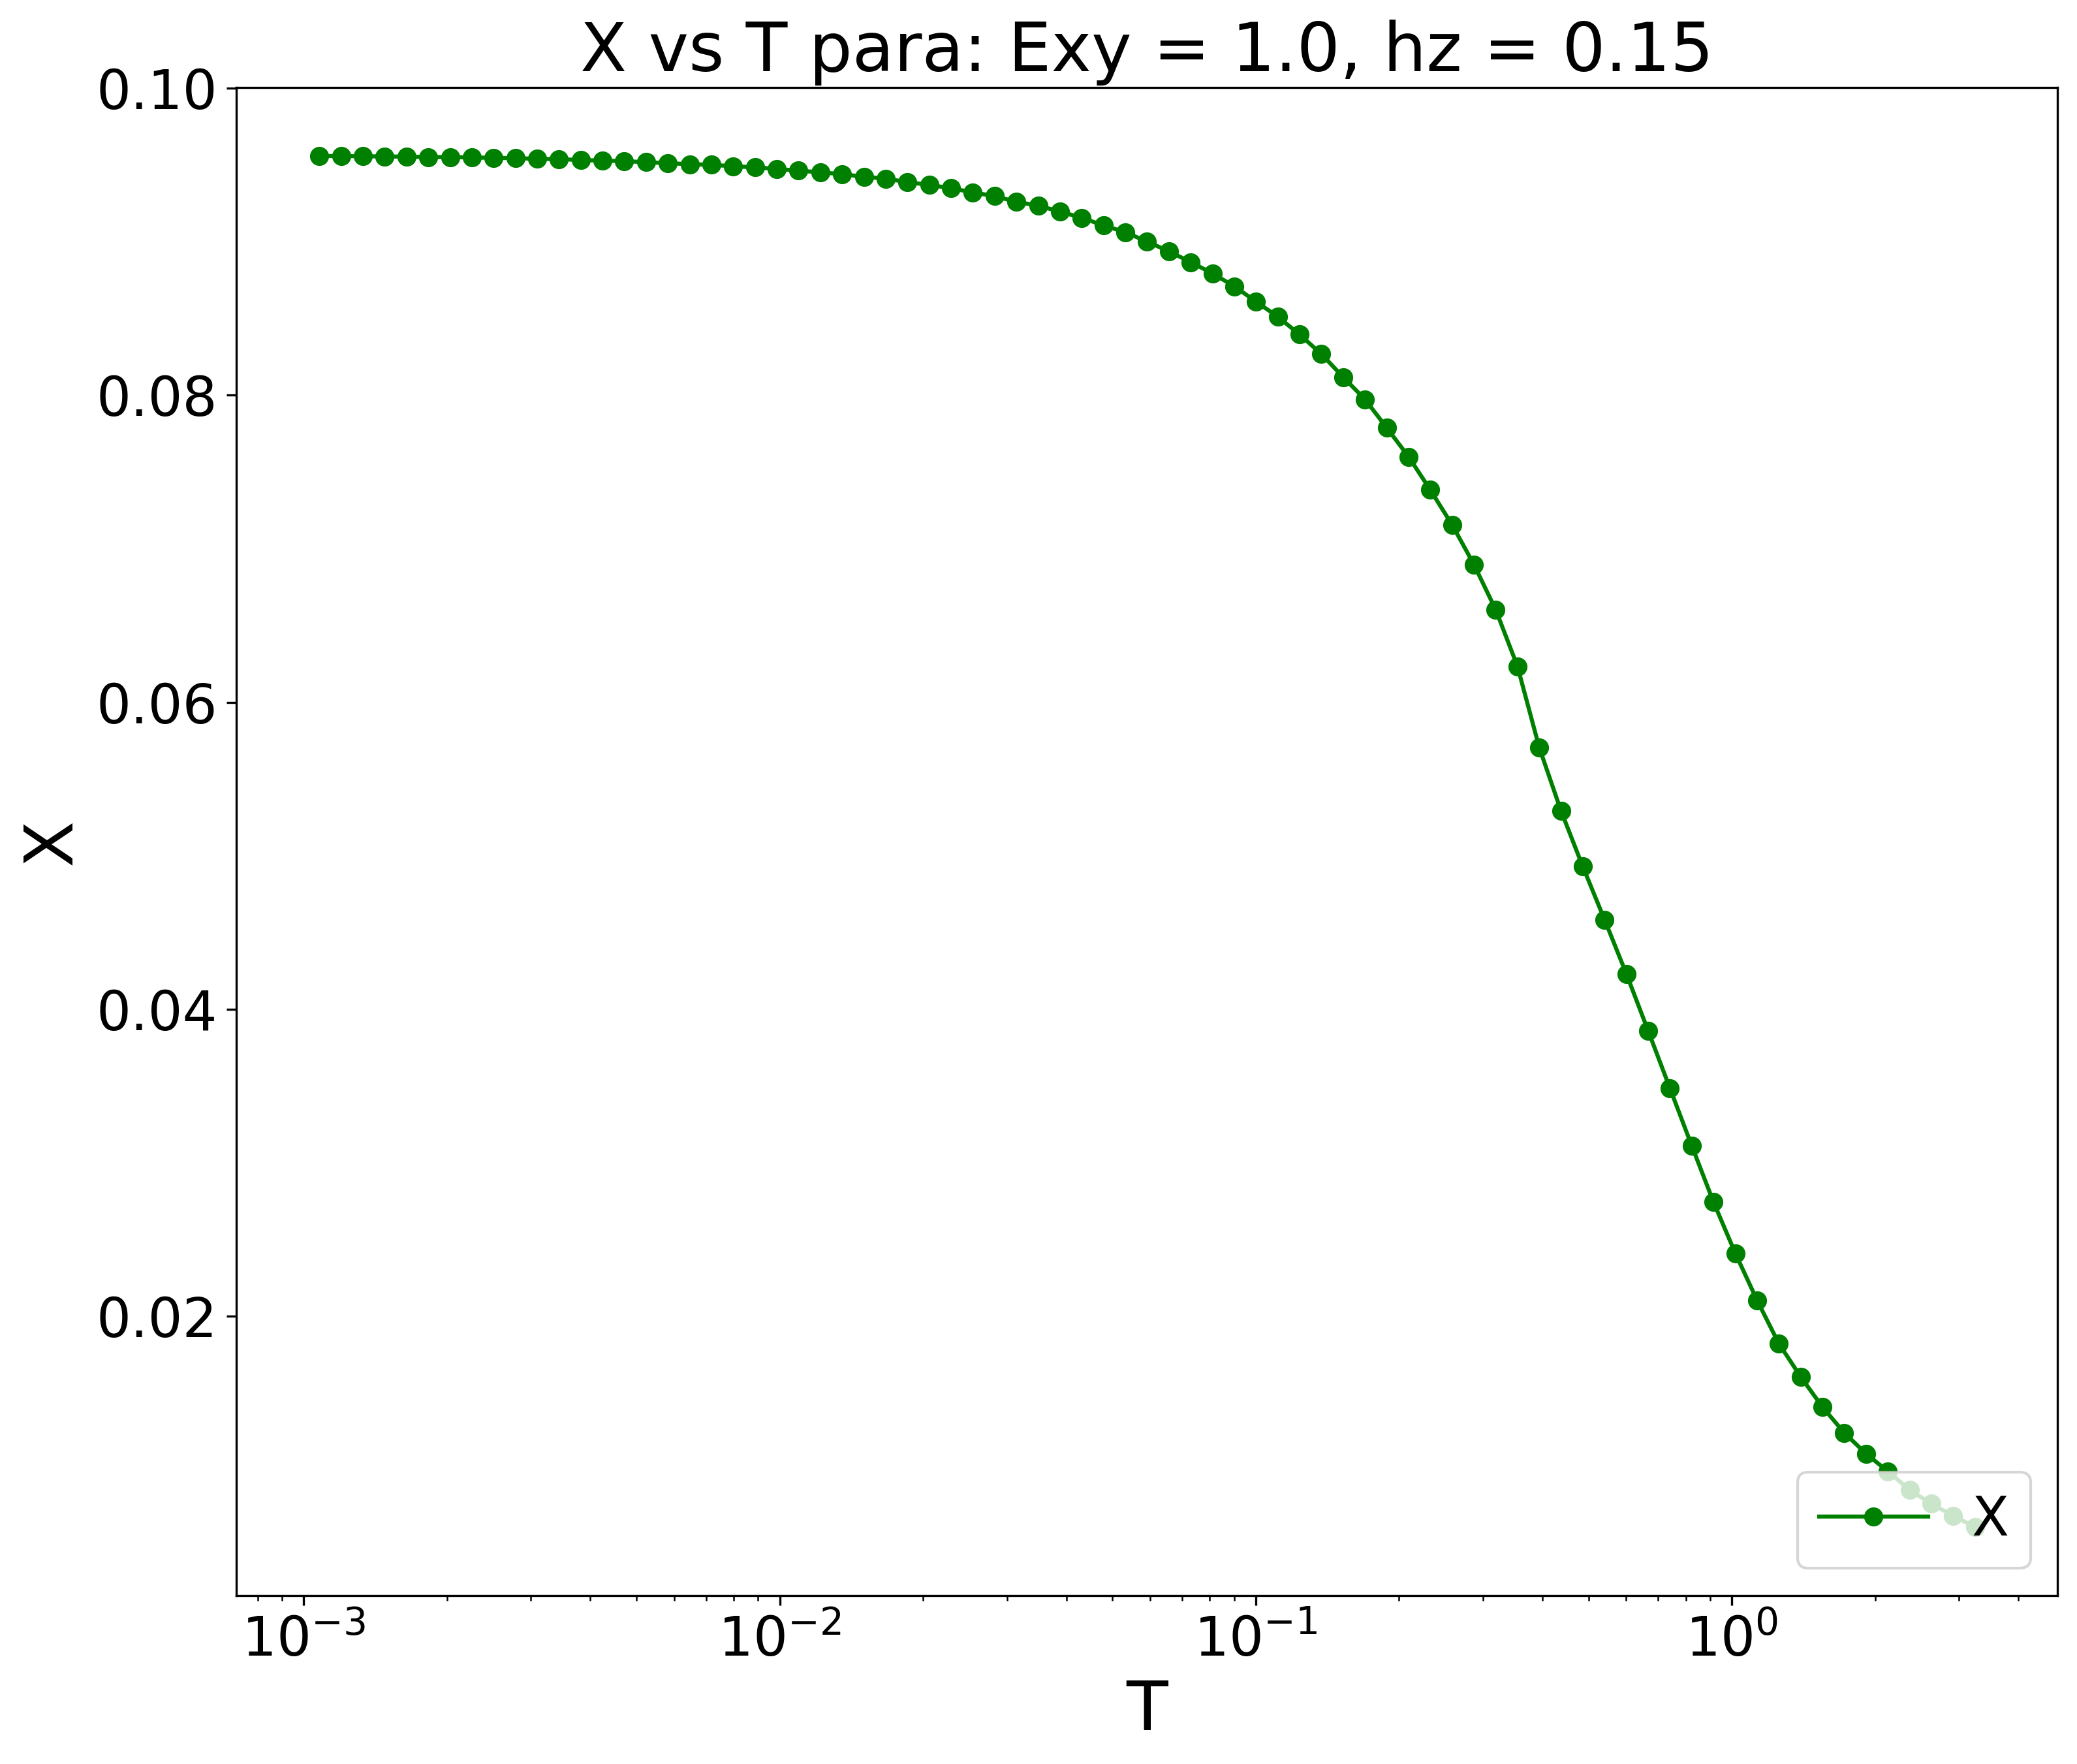 X vs T para: Exy = 1.0, hz = 0.15
0.10
0.08
0.06
0.04
0.02
X
X
10⁻³ 10⁻² 10⁻¹ 10⁰
T